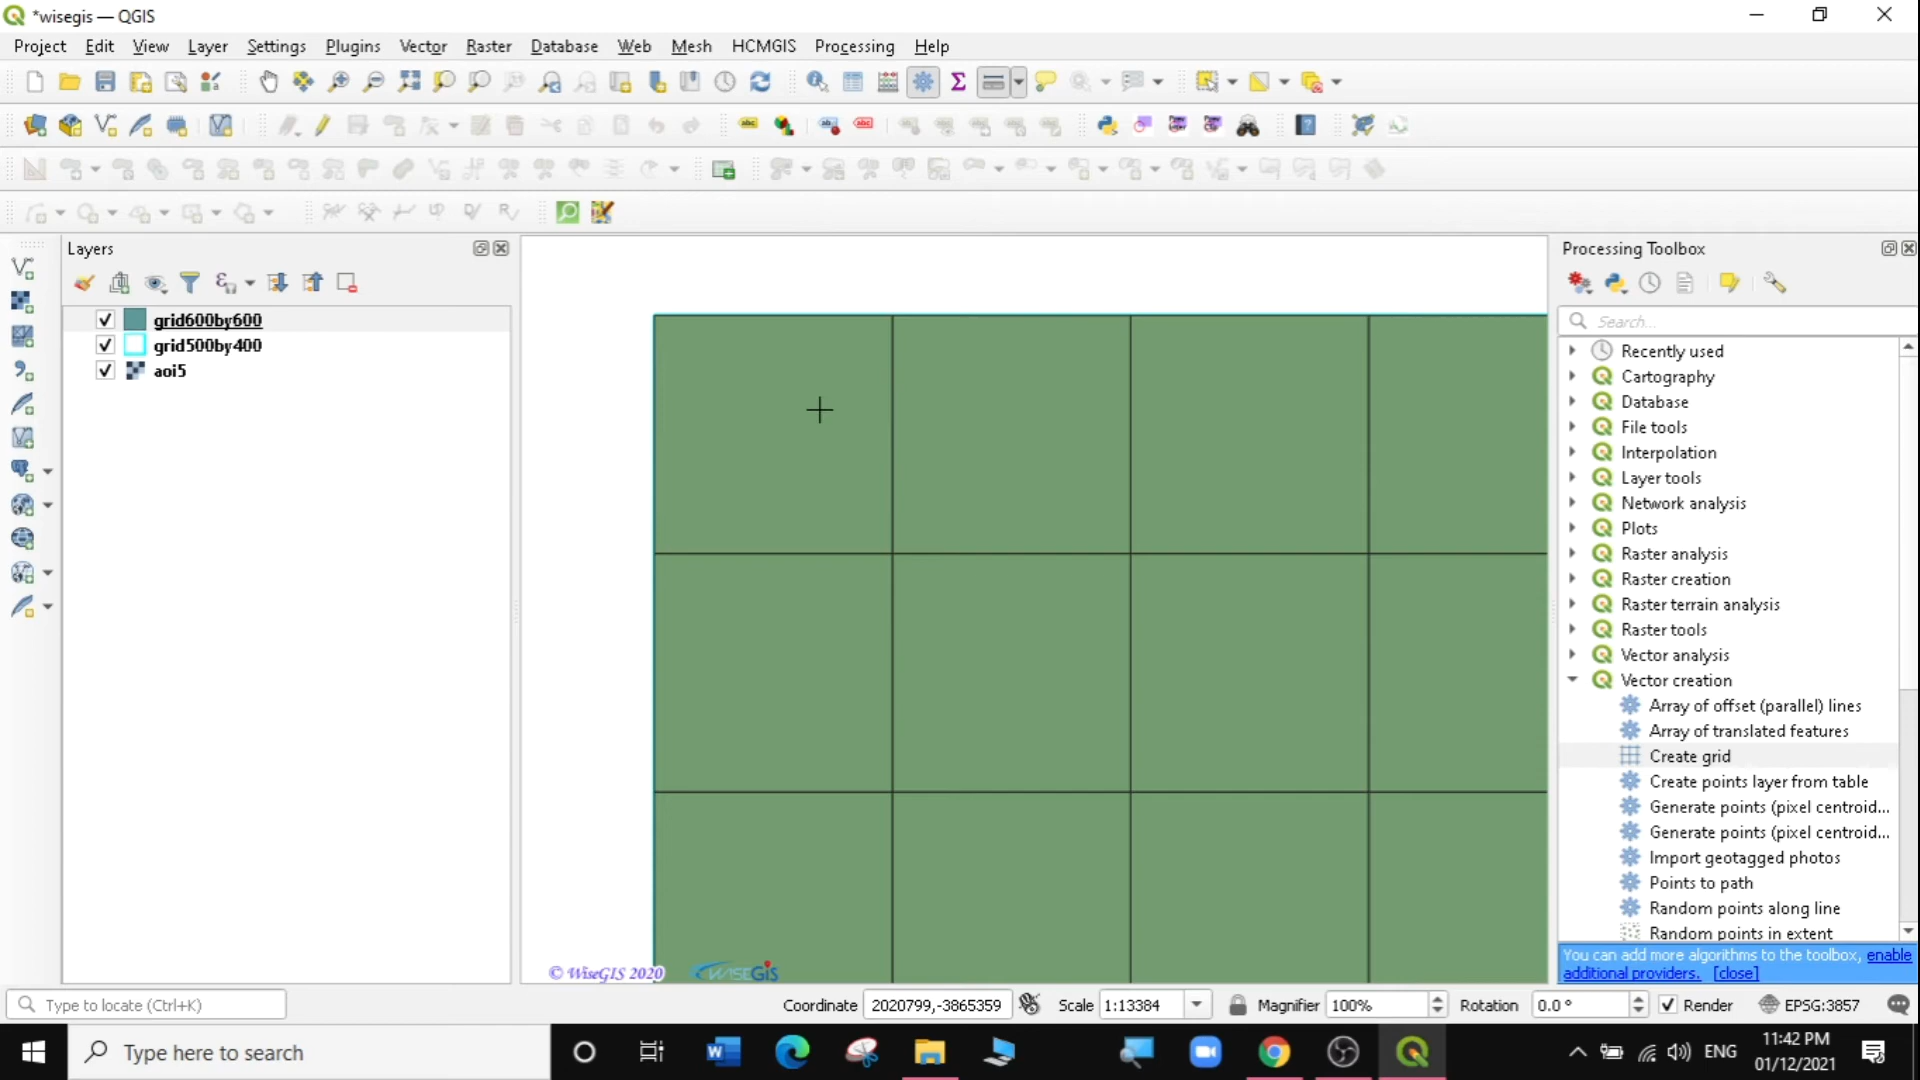 *wisegis — QGIS
Project Edit View Layer Settings Plugins Vector Raster Database Web Mesh HCMGIS Processing Help
Layers
grid600by600
grid500by400
aoi5
Processing Toolbox
Search...
Recently used
Cartography
Database
File tools
Interpolation
Layer tools
Network analysis
Plots
Raster analysis
Raster creation
Raster terrain analysis
Raster tools
Vector analysis
Vector creation
Array of offset (parallel) lines
Array of translated features
Create grid
Create points layer from table
Generate points (pixel centroid...
Generate points (pixel centroid...
Import geotagged photos
Points to path
Random points along line
Random points in extent
You can add more algorithms to the toolbox, enable
additional providers. [close]
© WiseGIS 2020
WISEGIS
Type to locate (Ctrl+K)
Coordinate 2020799,-3865359 Scale 1:13384 Magnifier 100% Rotation 0.0 ° Render EPSG:3857
Type here to search
ENG
11:42 PM
01/12/2021